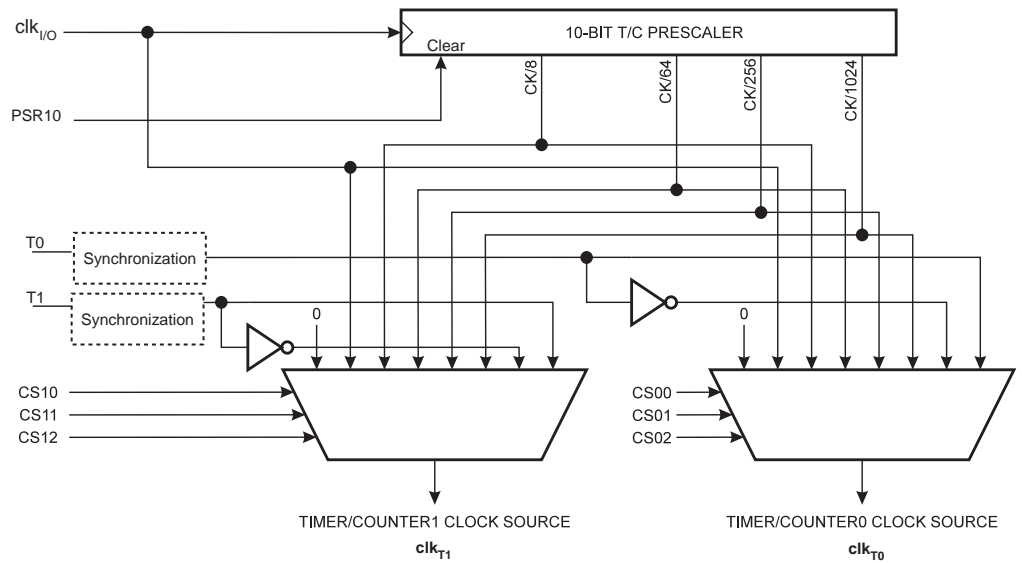 clkI/O
10-BIT T/C PRESCALER
Clear
CK/8
CK/64
CK/256
CK/1024
PSR10
T0
Synchronization
T1
Synchronization
0
0
CS10
CS11
CS12
CS00
CS01
CS02
TIMER/COUNTER1 CLOCK SOURCE
clkT1
TIMER/COUNTER0 CLOCK SOURCE
clkT0